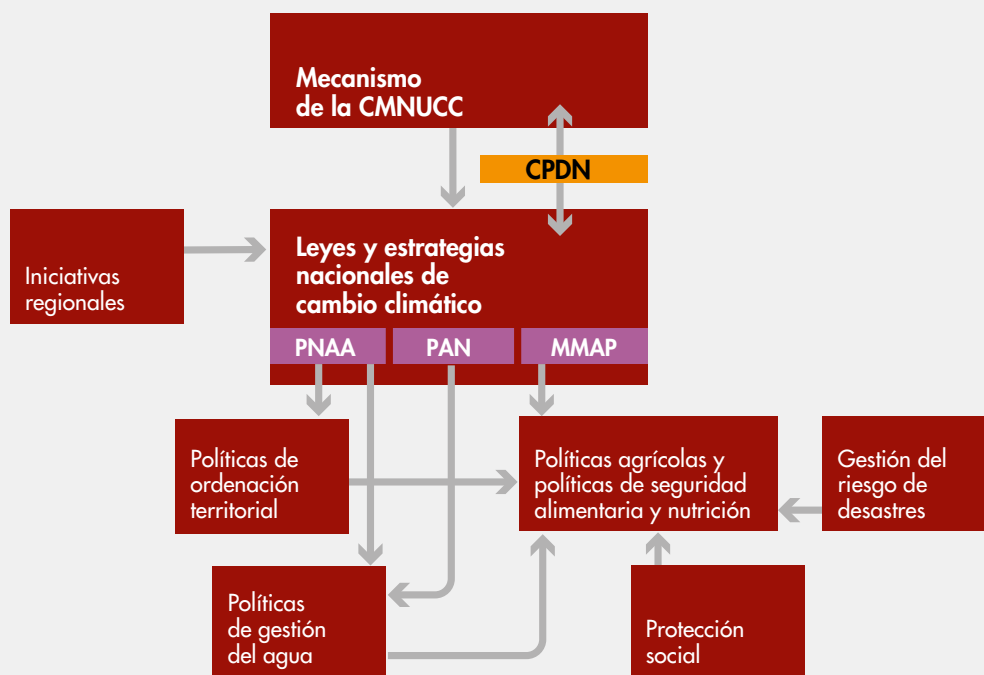 Mecanismo
de la CMNUCC
CPDN
Iniciativas
regionales
Leyes y estrategias
nacionales de
cambio climático
PNAA
PAN
MMAP
Políticas de
ordenación
territorial
Políticas agrícolas y
políticas de seguridad
alimentaria y nutrición
Gestión del
riesgo de
desastres
Políticas
de gestión
del agua
Protección
social